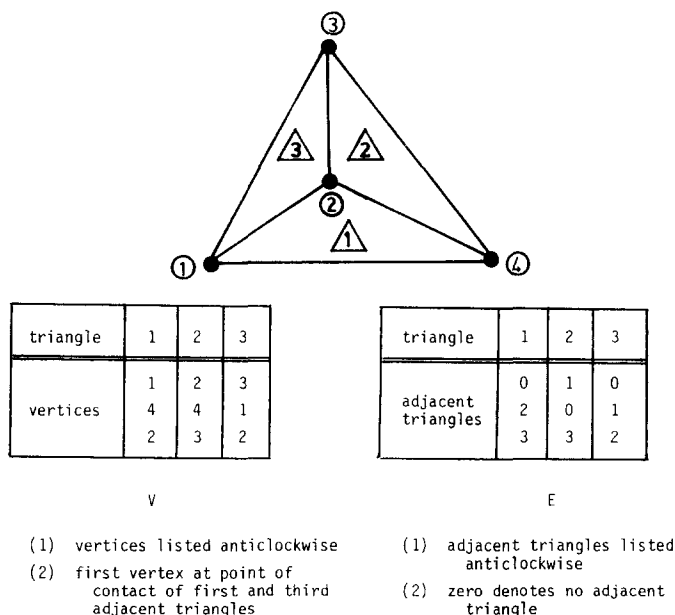 3
3 2
2
1
1 4
triangle 1 2 3
vertices
1 2 3
4 4 1
2 3 2
triangle 1 2 3
adjacent triangles
0 1 0
2 0 1
3 3 2
V
E
(1) vertices listed anticlockwise
(2) first vertex at point of
contact of first and third
adjacent triangles
(1) adjacent triangles listed
anticlockwise
(2) zero denotes no adjacent
triangle